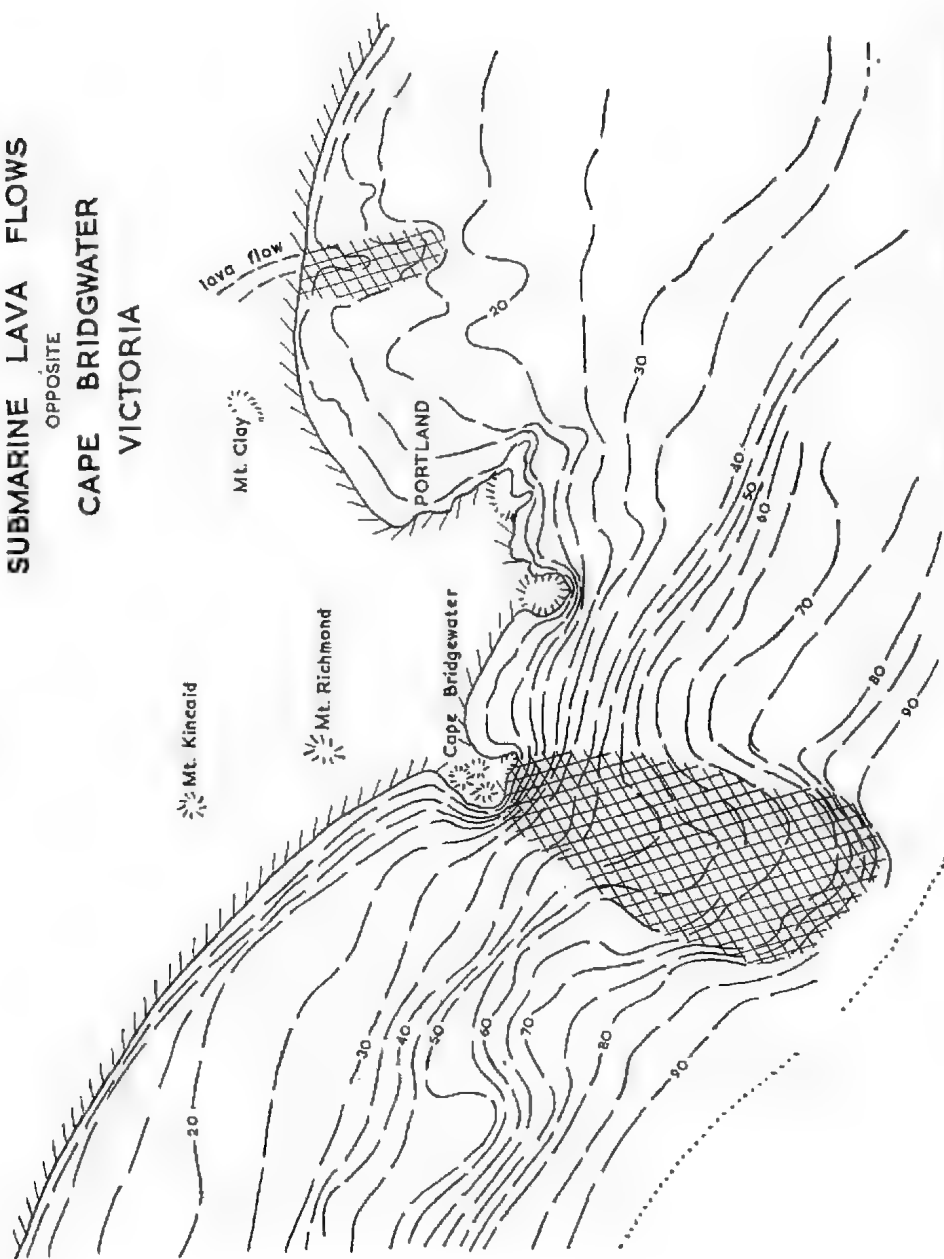 SUBMARINE LAVA FLOWS
OPPOSITE
CAPE BRIDGWATER
VICTORIA
Mt. Kincaid
Mt. Richmond
Mt. Clay
lava flow
Cape Bridgewater
PORTLAND
20
30
40
50
60
70
80
90
20
30
40
50
60
70
80
90